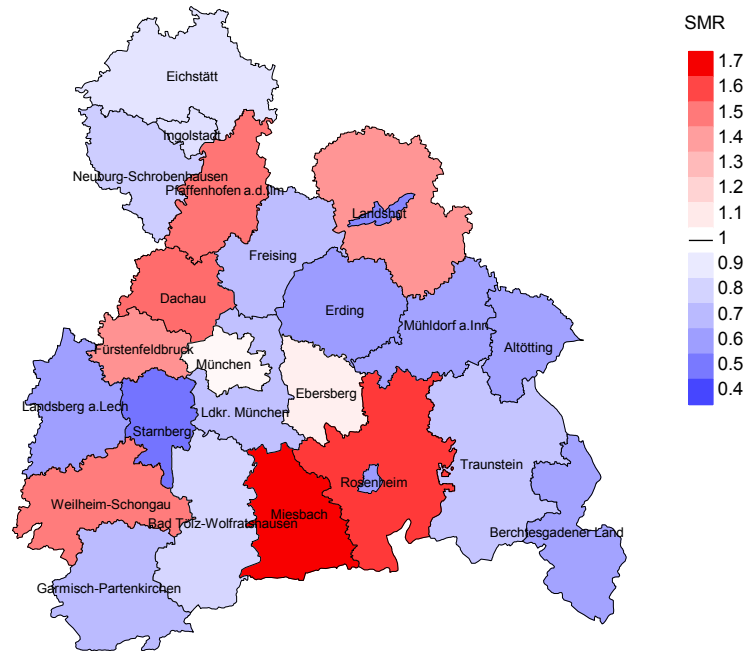 SMR
1.7
1.6
1.5
1.4
1.3
1.2
1.1
1
0.9
0.8
0.7
0.6
0.5
0.4
Eichstätt
Ingolstadt
Neuburg-Schrobenhausen
Pfaffenhofen a.d.Ilm
Landshut
Freising
Dachau
Erding
Mühldorf a.Inn
Altötting
Fürstenfeldbruck
München
Ebersberg
Landsberg a.Lech
Ldkr. München
Starnberg
Traunstein
Rosenheim
Weilheim-Schongau
Miesbach
Bad Tölz-Wolfratshausen
Berchtesgadener Land
Garmisch-Partenkirchen